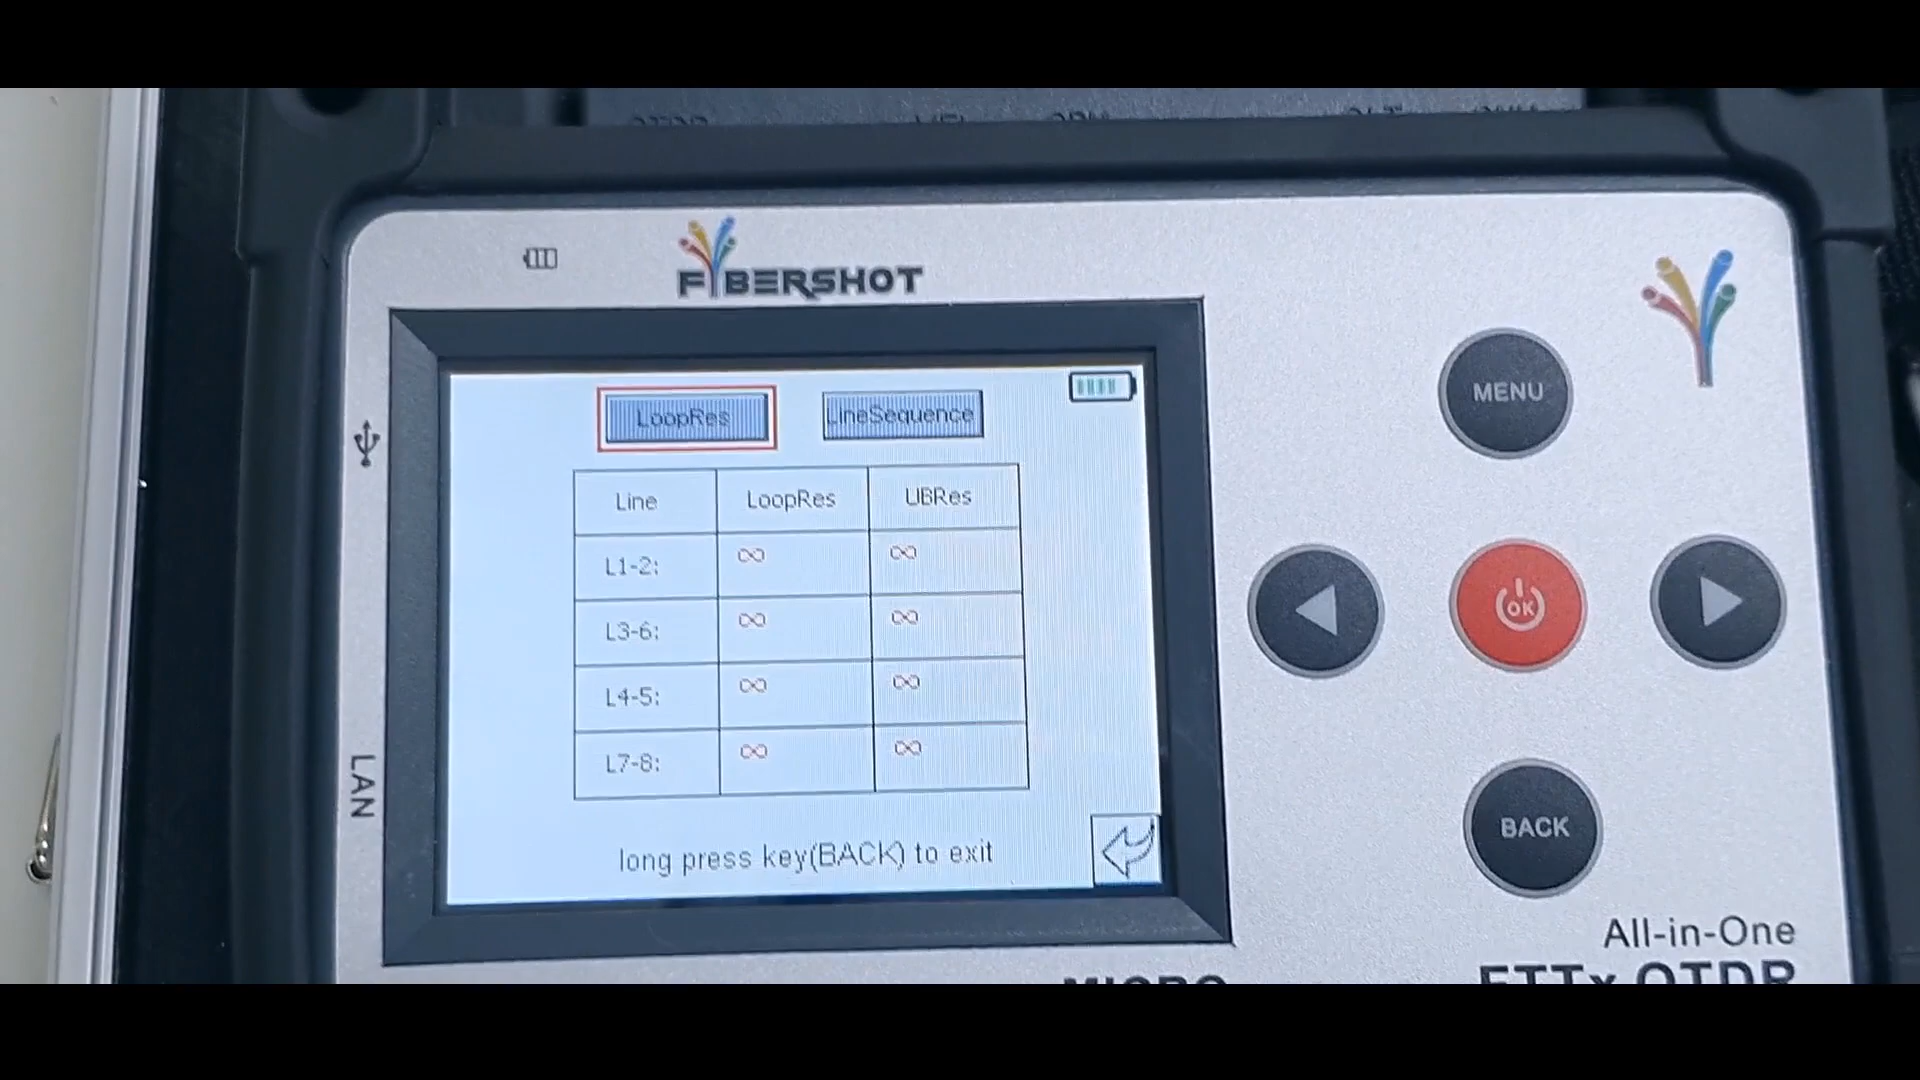 FIBERSHOT
MENU
LoopRes LineSequence
Line LoopRes UBRes
L1-2: ∞ ∞
L3-6: ∞ ∞
L4-5: ∞ ∞
L7-8: ∞ ∞
long press key(BACK) to exit
LAN
OK
BACK
All-in-One
FTTx OTDR
MICRO